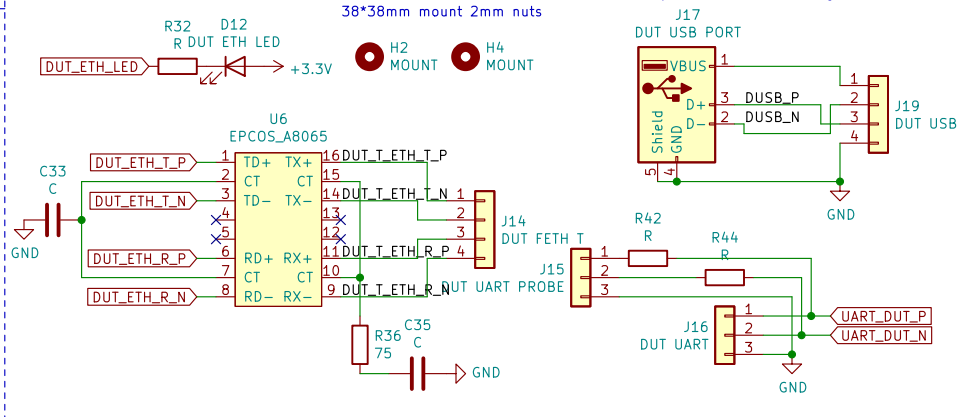 38*38mm mount 2mm nuts
R32
R
D12
DUT ETH LED
DUT_ETH_LED
+3.3V
H2
MOUNT
H4
MOUNT
J17
DUT USB PORT
VBUS
1
D+
3
D-
2
Shield
GND
5
4
DUSB_P
DUSB_N
1
2
3
4
J19
DUT USB
GND
U6
EPCOS_A8065
DUT_ETH_T_P
DUT_ETH_T_N
DUT_ETH_R_P
DUT_ETH_R_N
C33
C
GND
1
TD+
TX+
16
2
CT
CT
15
3
TD-
TX-
14
4
13
5
12
6
RD+
RX+
11
7
CT
CT
10
8
RD-
RX-
9
DUT_T_ETH_T_P
DUT_T_ETH_T_N
DUT_T_ETH_R_P
DUT_T_ETH_R_N
1
2
3
4
J14
DUT FETH T
R36
75
C35
C
GND
J15
DUT UART PROBE
1
2
3
R42
R
R44
R
J16
DUT UART
1
2
3
UART_DUT_P
UART_DUT_N
GND